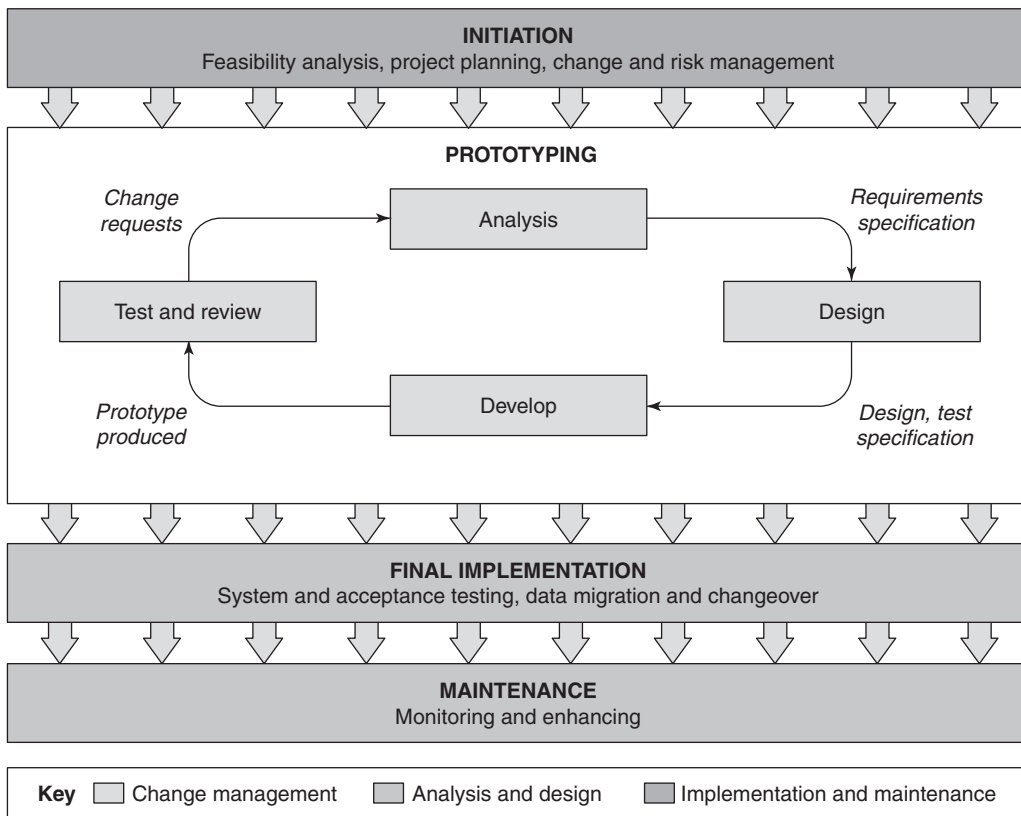 INITIATION
Feasibility analysis, project planning, change and risk management
PROTOTYPING
Change
requests
Analysis
Requirements
specification
Test and review
Design
Prototype
produced
Develop
Design, test
specification
FINAL IMPLEMENTATION
System and acceptance testing, data migration and changeover
MAINTENANCE
Monitoring and enhancing
Key Change management Analysis and design Implementation and maintenance